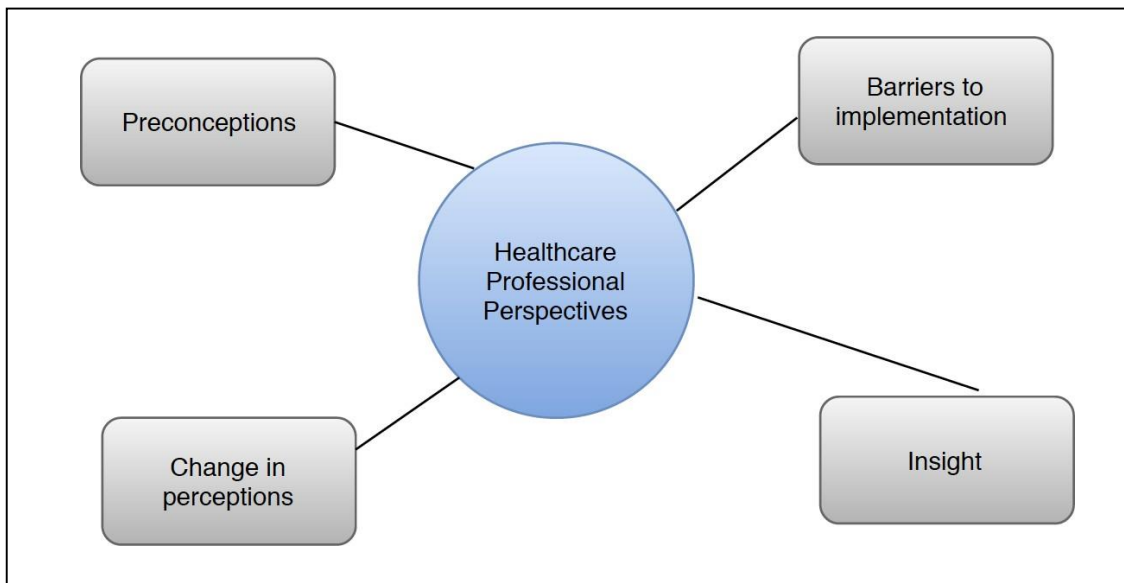 Preconceptions
Barriers to
implementation
Healthcare
Professional
Perspectives
Change in
perceptions
Insight